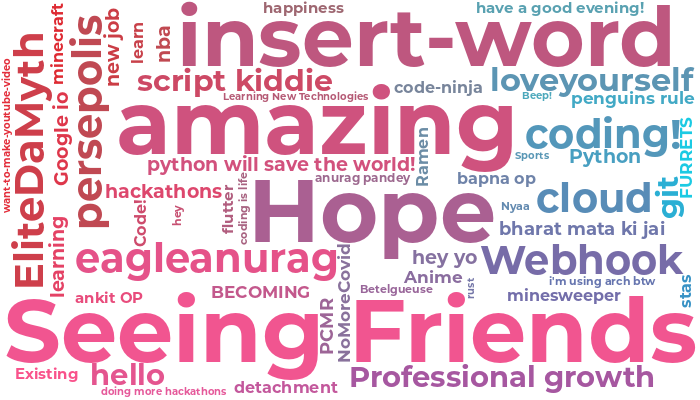 happiness
have a good evening!
insert-word
want-to-make-youtube-video
EliteDaMyth
minecraft
Google io
persepolis
new job
learn
nba
script kiddie
code-ninja
loveyourself
Learning New Technologies
Beep!
penguins rule
amazing
coding!
FURRETS
Ramen
Sports
Python
python will save the world!
hackathons
anurag pandey
bapna op
git
cloud
flutter
coding is life
Hope
Nyaa
Code!
hey
bharat mata ki jai
learning
eagleanurag
hey yo
Webhook
NoMoreCovid
Anime
rust
i'm using arch btw
stas
ankit OP
BECOMING
Betelgeuse
minesweeper
PCMR
Seeing Friends
Existing
hello
Professional growth
detachment
doing more hackathons